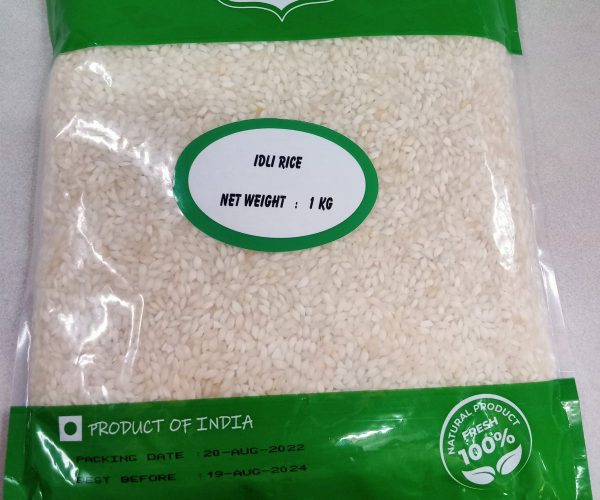 IDLI RICE
NET WEIGHT : 1 KG
PRODUCT OF INDIA
PACKING DATE :20-AUG-2022
BEST BEFORE :19-AUG-2024
NATURAL PRODUCT
FRESH
100%